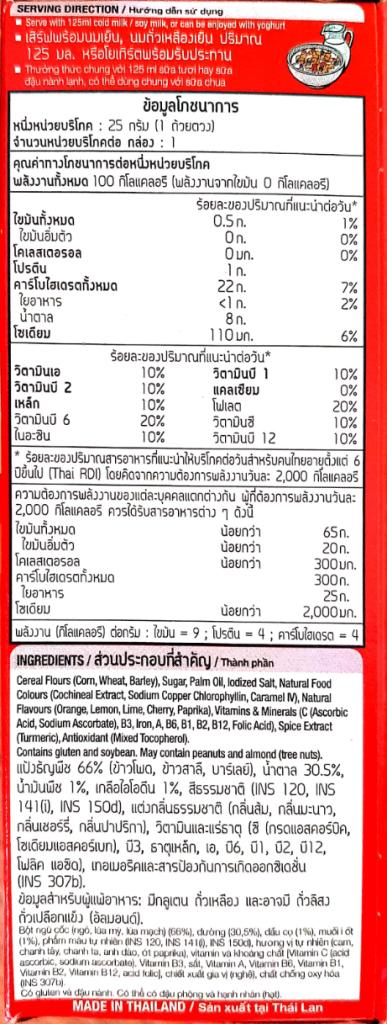 SERVING DIRECTION / Hướng dẫn sử dụng
Serve with 125ml cold milk / soy milk, or can be enjoyed with yoghurt
เสิร์ฟพร้อมนมเย็น, นมถั่วเหลืองเย็น ปริมาณ
125 มล. หรือโยเกิร์ตพร้อมรับประทาน
Thưởng thức chung với 125 ml sữa tươi hay sữa
đậu nành lạnh, có thể dùng chung với sữa chua
ข้อมูลโภชนาการ
หนึ่งหน่วยบริโภค : 25 กรัม (1 ถ้วยตวง)
จำนวนหน่วยบริโภคต่อ กล่อง : 1
คุณค่าทางโภชนาการต่อหนึ่งหน่วยบริโภค
พลังงานทั้งหมด 100 กิโลแคลอรี (พลังงานจากไขมัน 0 กิโลแคลอรี)
ร้อยละของปริมาณที่แนะนำต่อวัน*
ไขมันทั้งหมด 0.5 ก. 1%
ไขมันอิ่มตัว 0 ก. 0%
โคเลสเตอรอล 0 มก. 0%
โปรตีน 1 ก.
คาร์โบไฮเดรตทั้งหมด 22 ก. 7%
ใยอาหาร <1 ก. 2%
น้ำตาล 8 ก.
โซเดียม 110 มก. 6%
ร้อยละของปริมาณที่แนะนำต่อวัน*
วิตามินเอ 10% วิตามินบี 1 10%
วิตามินบี 2 10% แคลเซียม 0%
เหล็ก 10% โฟเลต 20%
วิตามินบี 6 20% วิตามินซี 10%
ไนอะซิน 10% วิตามินบี 12 10%
* ร้อยละของปริมาณสารอาหารที่แนะนำให้บริโภคต่อวันสำหรับคนไทยอายุตั้งแต่ 6
ปีขึ้นไป (Thai RDI) โดยคิดจากความต้องการพลังงานวันละ 2,000 กิโลแคลอรี
ความต้องการพลังงานของแต่ละบุคคลแตกต่างกัน ผู้ที่ต้องการพลังงานวันละ
2,000 กิโลแคลอรี ควรได้รับสารอาหารต่าง ๆ ดังนี้
ไขมันทั้งหมด น้อยกว่า 65 ก.
ไขมันอิ่มตัว น้อยกว่า 20 ก.
โคเลสเตอรอล น้อยกว่า 300 มก.
คาร์โบไฮเดรตทั้งหมด 300 ก.
ใยอาหาร 25 ก.
โซเดียม น้อยกว่า 2,000 มก.
พลังงาน (กิโลแคลอรี) ต่อกรัม : ไขมัน = 9 ; โปรตีน = 4 ; คาร์โบไฮเดรต = 4
INGREDIENTS / ส่วนประกอบที่สำคัญ / Thành phần
Cereal Flours (Corn, Wheat, Barley), Sugar, Palm Oil, Iodized Salt, Natural Food
Colours (Cochineal Extract, Sodium Copper Chlorophyllin, Caramel IV), Natural
Flavours (Orange, Lemon, Lime, Cherry, Paprika), Vitamins & Minerals (C (Ascorbic
Acid, Sodium Ascorbate), B3, Iron, A, B6, B1, B2, B12, Folic Acid), Spice Extract
(Turmeric), Antioxidant (Mixed Tocopherol).
Contains gluten and soybean. May contain peanuts and almond (tree nuts).
แป้งธัญพืช 66% (ข้าวโพด, ข้าวสาลี, บาร์เลย์), น้ำตาล 30.5%,
น้ำมันพืช 1%, เกลือไอโอดีน 1%, สีธรรมชาติ (INS 120, INS
141(i), INS 150d), แต่งกลิ่นธรรมชาติ (กลิ่นส้ม, กลิ่นมะนาว,
กลิ่นเชอร์รี่, กลิ่นปาปริกา), วิตามินและแร่ธาตุ (ซี (กรดแอสคอร์บิค,
โซเดียมแอสคอร์เบท), บี3, ธาตุเหล็ก, เอ, บี6, บี1, บี2, บี12,
โฟลิค แอซิด), เทอเมอริคและสารป้องกันการเกิดออกซิเดชั่น
(INS 307b).
ข้อมูลสำหรับผู้แพ้อาหาร: มีกลูเตน ถั่วเหลือง และอาจมี ถั่วลิสง
ถั่วเปลือกแข็ง (อัลมอนด์).
Bột ngũ cốc (ngô, lúa mỳ, lúa mạch) (66%), đường (30,5%), dầu cọ (1%), muối i ốt
(1%), phẩm màu tự nhiên (INS 120, INS 141(i), INS 150d), hương vị tự nhiên (cam,
chanh tây, chanh ta, anh đào, ớt paprika), vitamin và khoáng chất [Vitamin C (acid
ascorbic, sodium ascorbate), Vitamin B3, sắt, Vitamin A, Vitamin B6, Vitamin B1,
Vitamin B2, Vitamin B12, acid folic], chiết xuất gia vị (nghệ), chất chống oxy hóa
(INS 307b).
Có gluten và đậu nành. Có thể có đậu phộng và hạnh nhân (hạt).
MADE IN THAILAND / Sản xuất tại Thái Lan